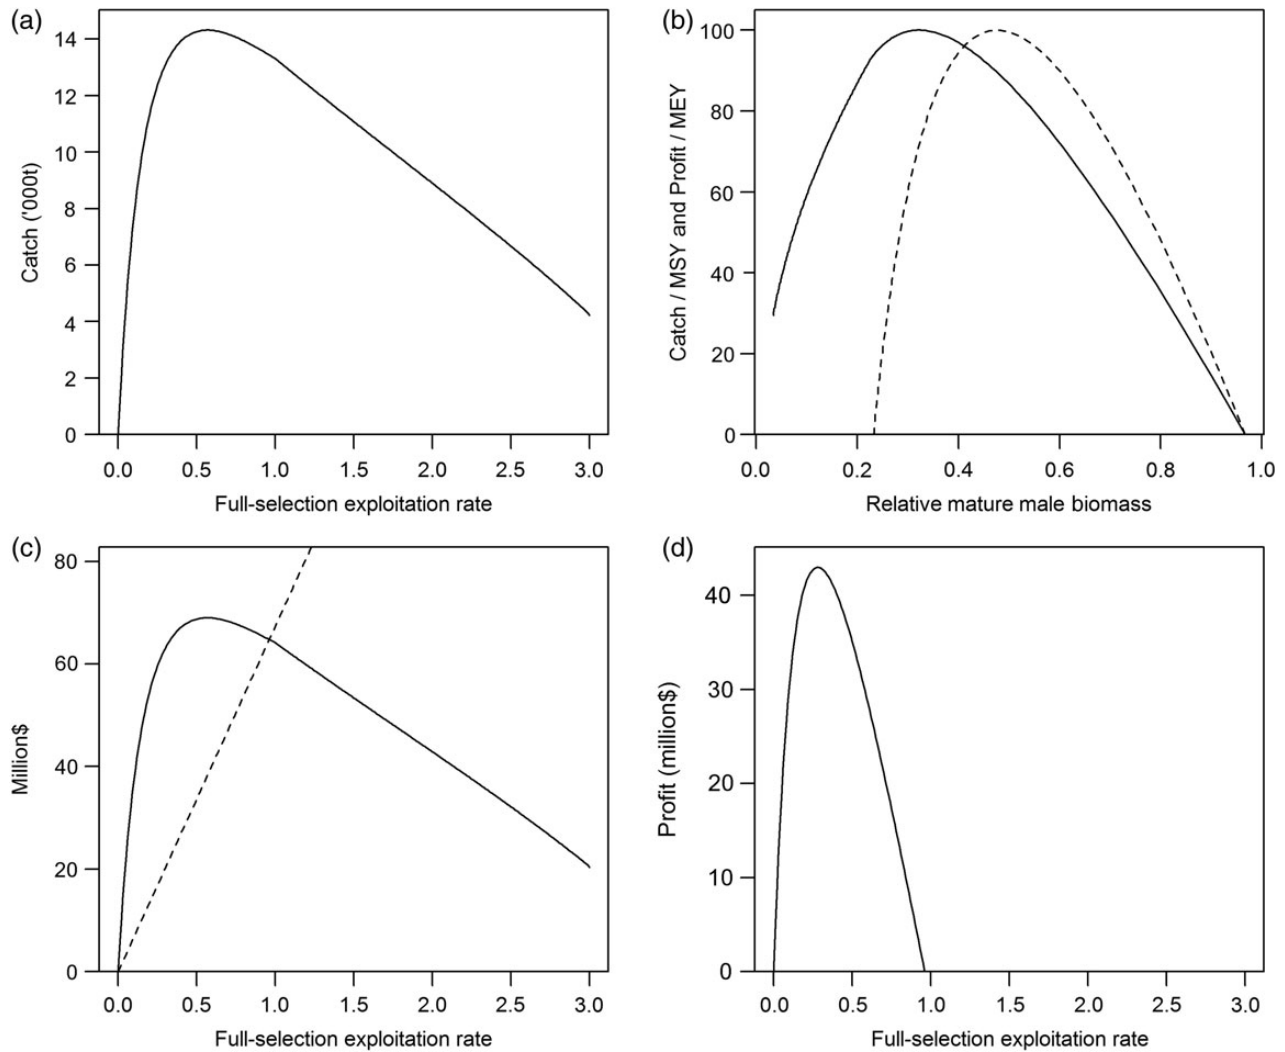 (a)
Catch ('000t)
14
12
10
8
6
4
2
0
0.0 0.5 1.0 1.5 2.0 2.5 3.0
Full-selection exploitation rate
(b)
Catch / MSY and Profit / MEY
100
80
60
40
20
0
0.0 0.2 0.4 0.6 0.8 1.0
Relative mature male biomass
(c)
Million$
80
60
40
20
0
0.0 0.5 1.0 1.5 2.0 2.5 3.0
Full-selection exploitation rate
(d)
Profit (million$)
40
30
20
10
0
0.0 0.5 1.0 1.5 2.0 2.5 3.0
Full-selection exploitation rate